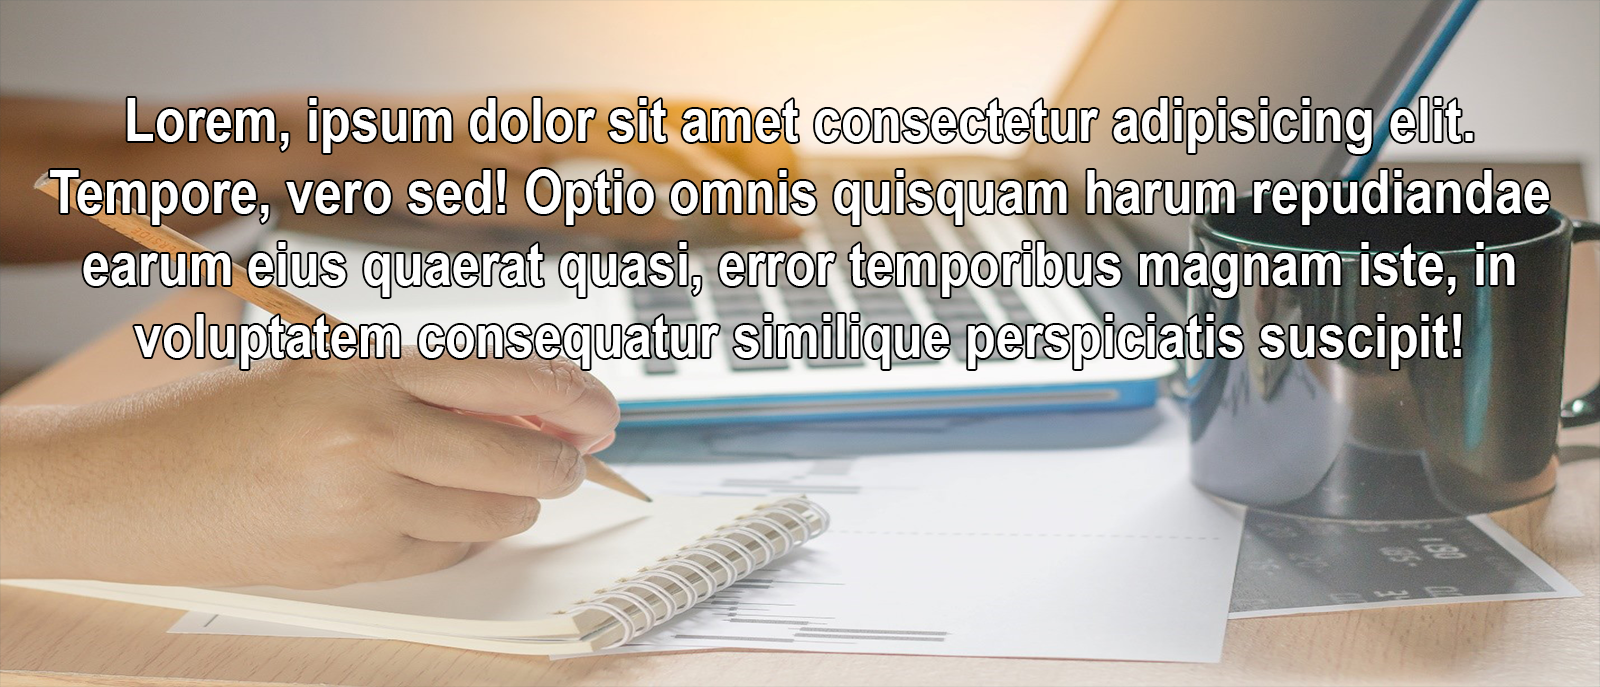 Lorem, ipsum dolor sit amet consectetur adipisicing elit.
Tempore, vero sed! Optio omnis quisquam harum repudiandae
earum eius quaerat quasi, error temporibus magnam iste, in
voluptatem consequatur similique perspiciatis suscipit!